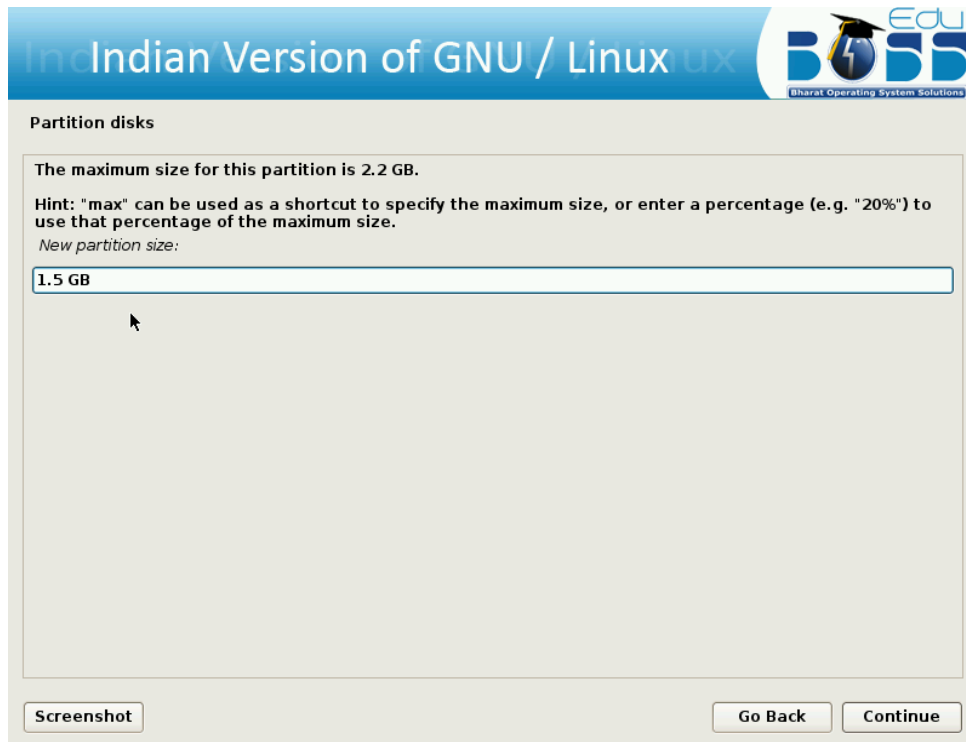 Indian Version of GNU / Linux
Edu
BOSS
Bharat Operating System Solutions
Partition disks
The maximum size for this partition is 2.2 GB.
Hint: "max" can be used as a shortcut to specify the maximum size, or enter a percentage (e.g. "20%") to
use that percentage of the maximum size.
New partition size:
1.5 GB
Screenshot
Go Back
Continue